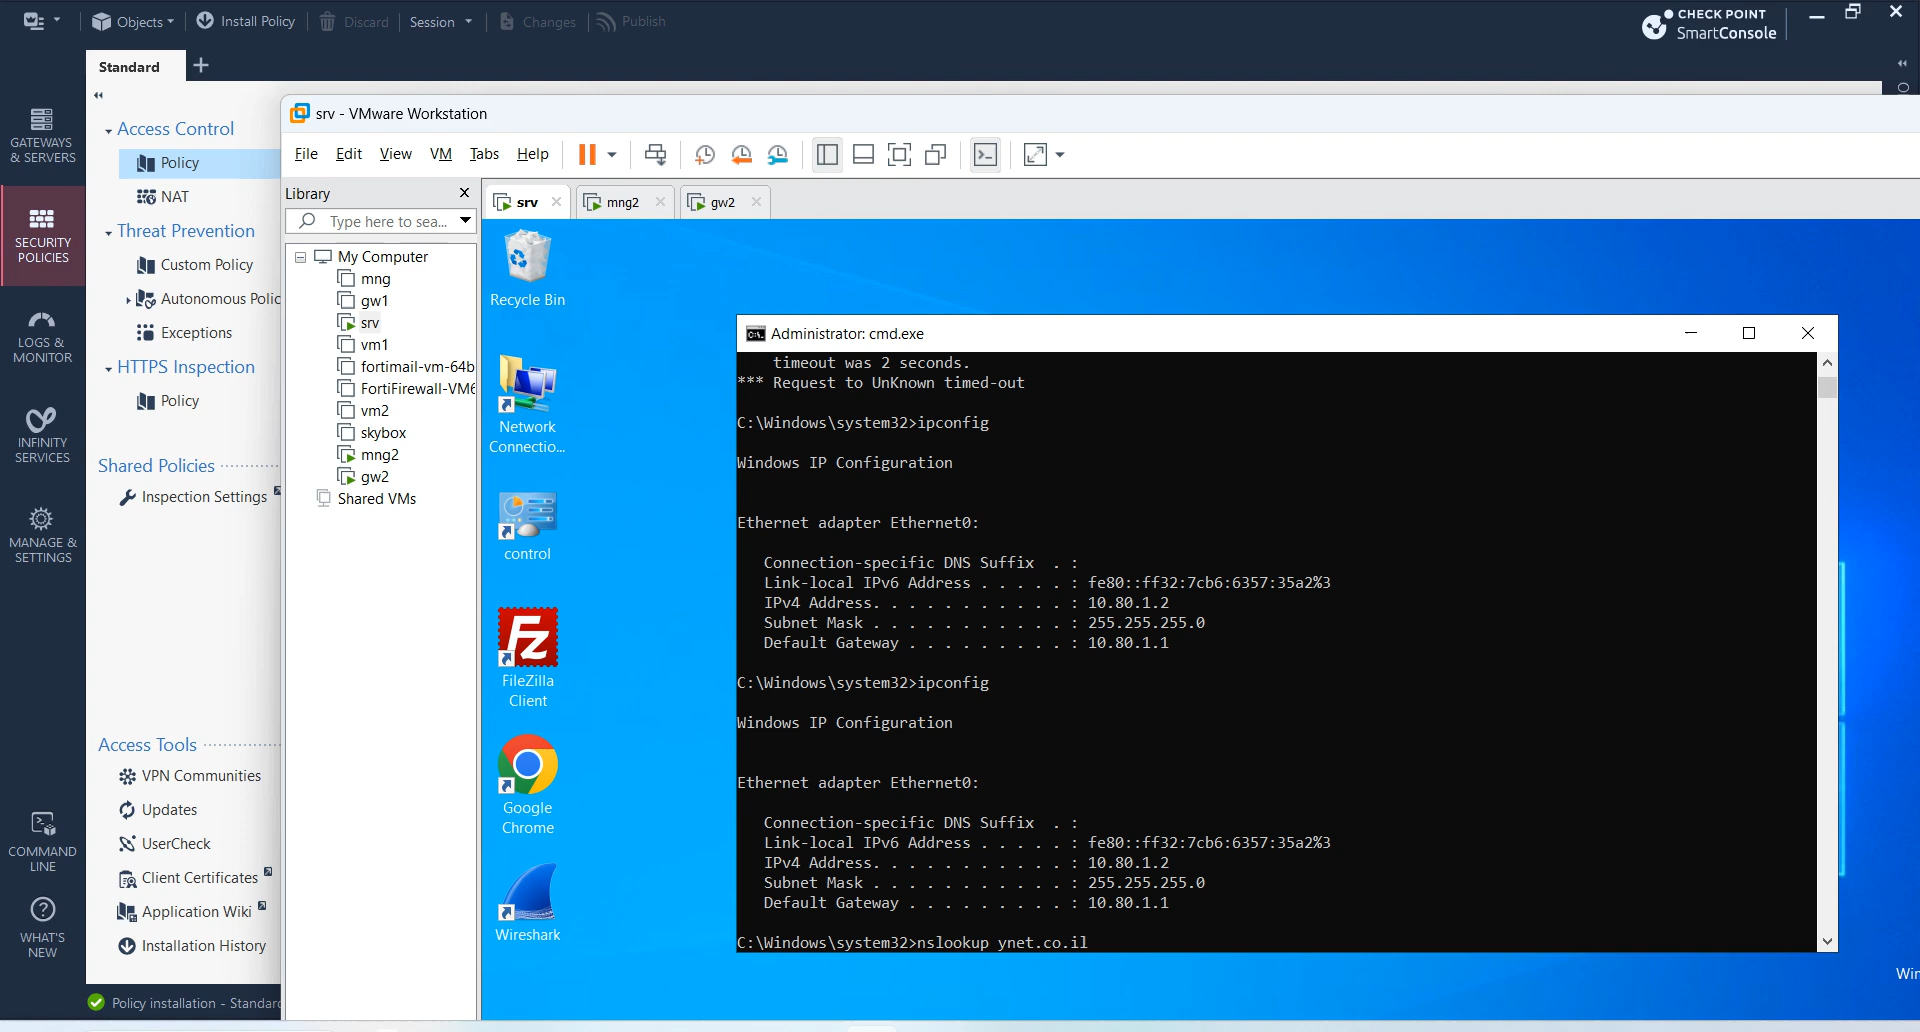 Objects
Install Policy
Discard
Session
Changes
Publish
CHECK POINT
SmartConsole
Standard
GATEWAYS
& SERVERS
SECURITY
POLICIES
LOGS &
MONITOR
INFINITY
SERVICES
MANAGE &
SETTINGS
COMMAND
LINE
WHAT'S
NEW
Access Control
Policy
NAT
Threat Prevention
Custom Policy
Autonomous Polic
Exceptions
HTTPS Inspection
Policy
Shared Policies
Inspection Settings
Access Tools
VPN Communities
Updates
UserCheck
Client Certificates
Application Wiki
Installation History
Policy installation - Standard
srv - VMware Workstation
File Edit View VM Tabs Help
Library
Type here to sea...
My Computer
mng
gw1
srv
vm1
fortimail-vm-64b
FortiFirewall-VM6
vm2
skybox
mng2
gw2
Shared VMs
srv
mng2
gw2
Recycle Bin
Network
Connectio...
control
FileZilla
Client
Google
Chrome
Wireshark
Administrator: cmd.exe
timeout was 2 seconds.
*** Request to UnKnown timed-out
C:\Windows\system32>ipconfig
Windows IP Configuration
Ethernet adapter Ethernet0:
Connection-specific DNS Suffix . :
Link-local IPv6 Address . . . . . : fe80::ff32:7cb6:6357:35a2%3
IPv4 Address. . . . . . . . . . . : 10.80.1.2
Subnet Mask . . . . . . . . . . . : 255.255.255.0
Default Gateway . . . . . . . . . : 10.80.1.1
C:\Windows\system32>ipconfig
Windows IP Configuration
Ethernet adapter Ethernet0:
Connection-specific DNS Suffix . :
Link-local IPv6 Address . . . . . : fe80::ff32:7cb6:6357:35a2%3
IPv4 Address. . . . . . . . . . . : 10.80.1.2
Subnet Mask . . . . . . . . . . . : 255.255.255.0
Default Gateway . . . . . . . . . : 10.80.1.1
C:\Windows\system32>nslookup ynet.co.il
Win